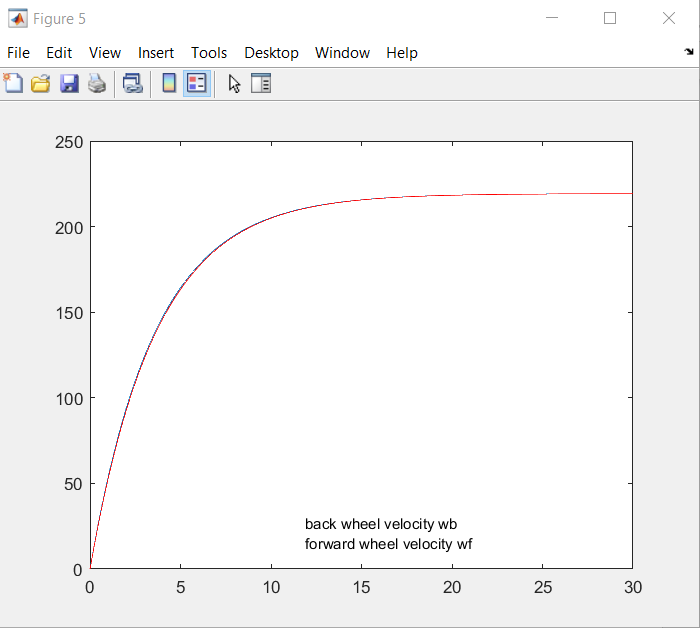 Figure 5
File Edit View Insert Tools Desktop Window Help
250
200
150
100
50
0
back wheel velocity wb
forward wheel velocity wf
0 5 10 15 20 25 30